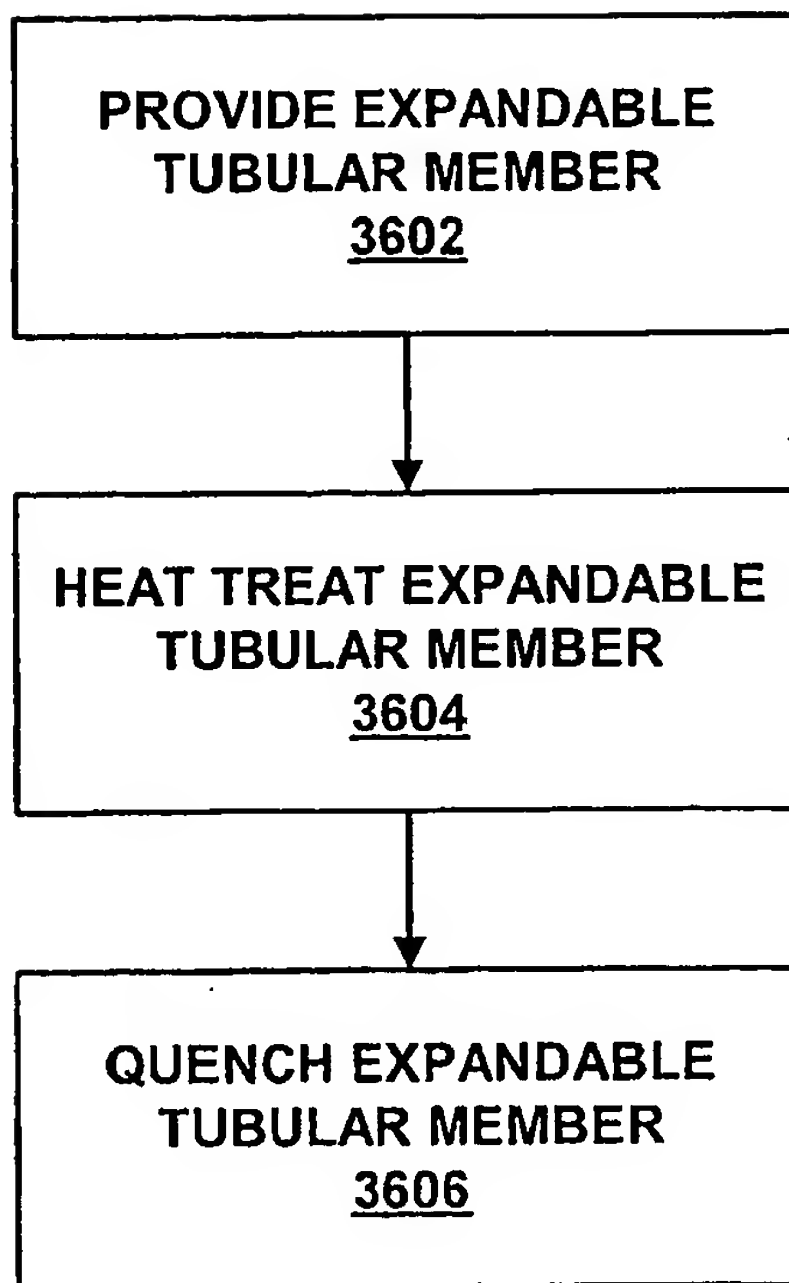 PROVIDE EXPANDABLE
TUBULAR MEMBER
3602
HEAT TREAT EXPANDABLE
TUBULAR MEMBER
3604
QUENCH EXPANDABLE
TUBULAR MEMBER
3606